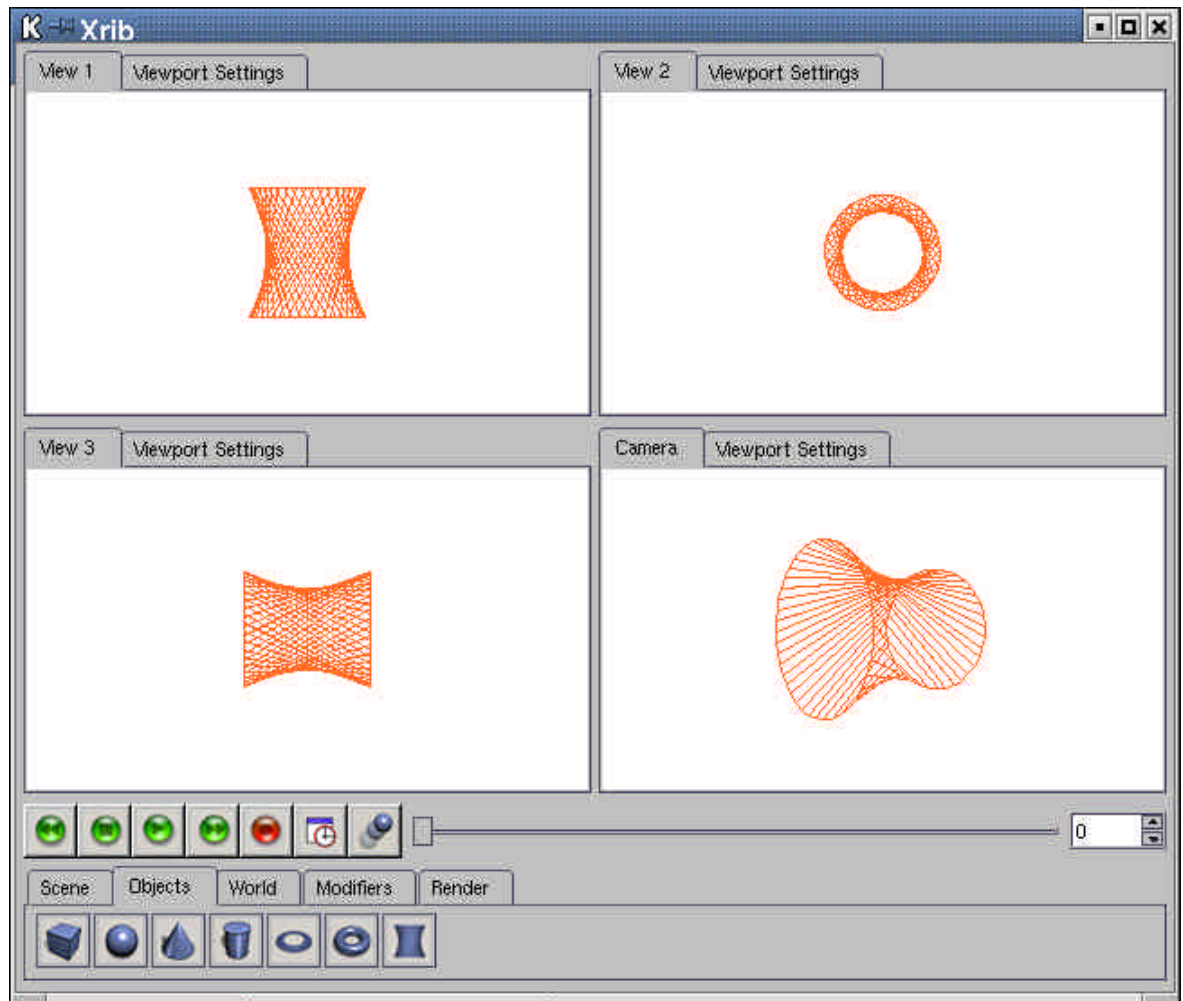 K Xrib
View 1 Viewport Settings
View 2 Viewport Settings
View 3 Viewport Settings
Camera Viewport Settings
0
Scene Objects World Modifiers Render